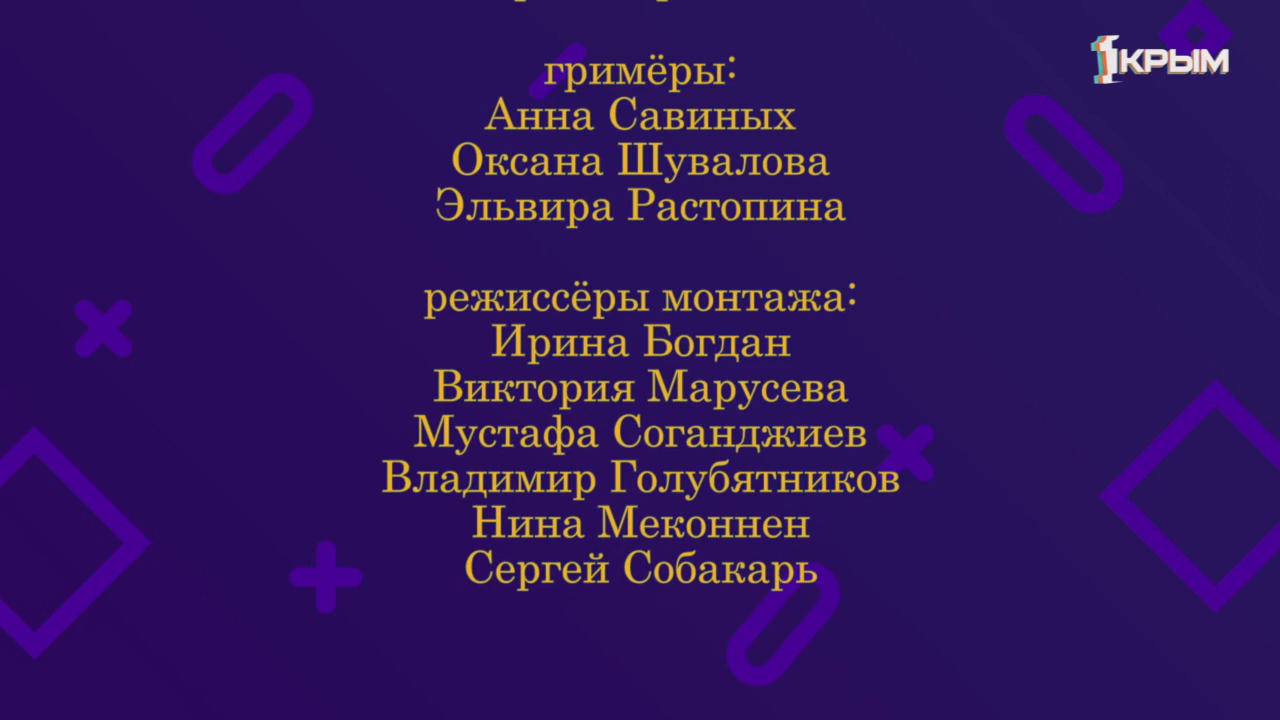 1КРЫМ
гримёры:
Анна Савиных
Оксана Шувалова
Эльвира Растопина
режиссёры монтажа:
Ирина Богдан
Виктория Марусева
Мустафа Соганджиев
Владимир Голубятников
Нина Меконнен
Сергей Собакарь